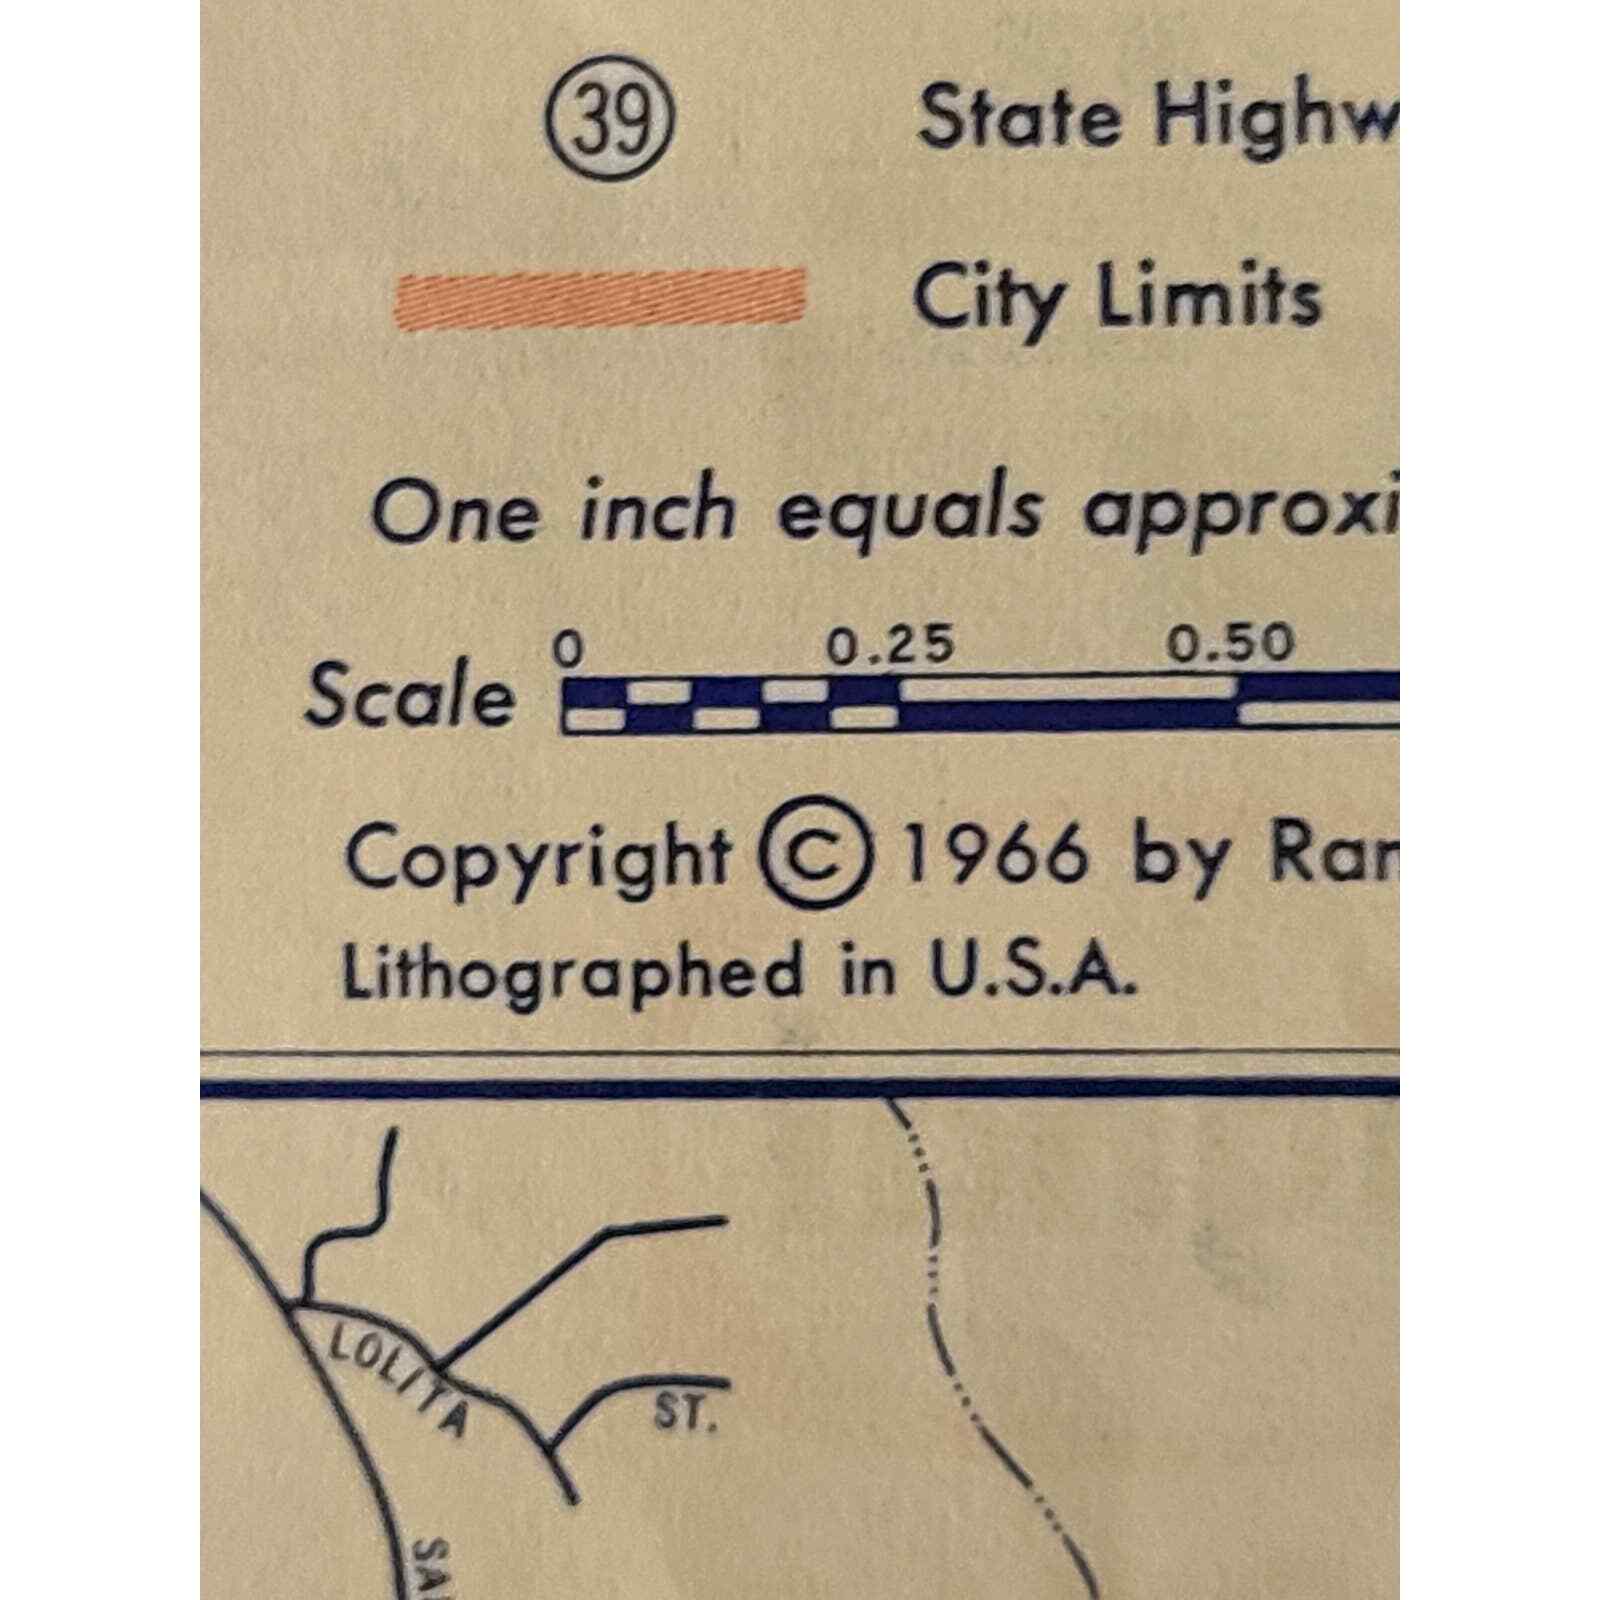 39 State Highw
City Limits
One inch equals approxi
0 0.25 0.50
Scale
Copyright © 1966 by Ran
Lithographed in U.S.A.
LOLITA
ST.
SA